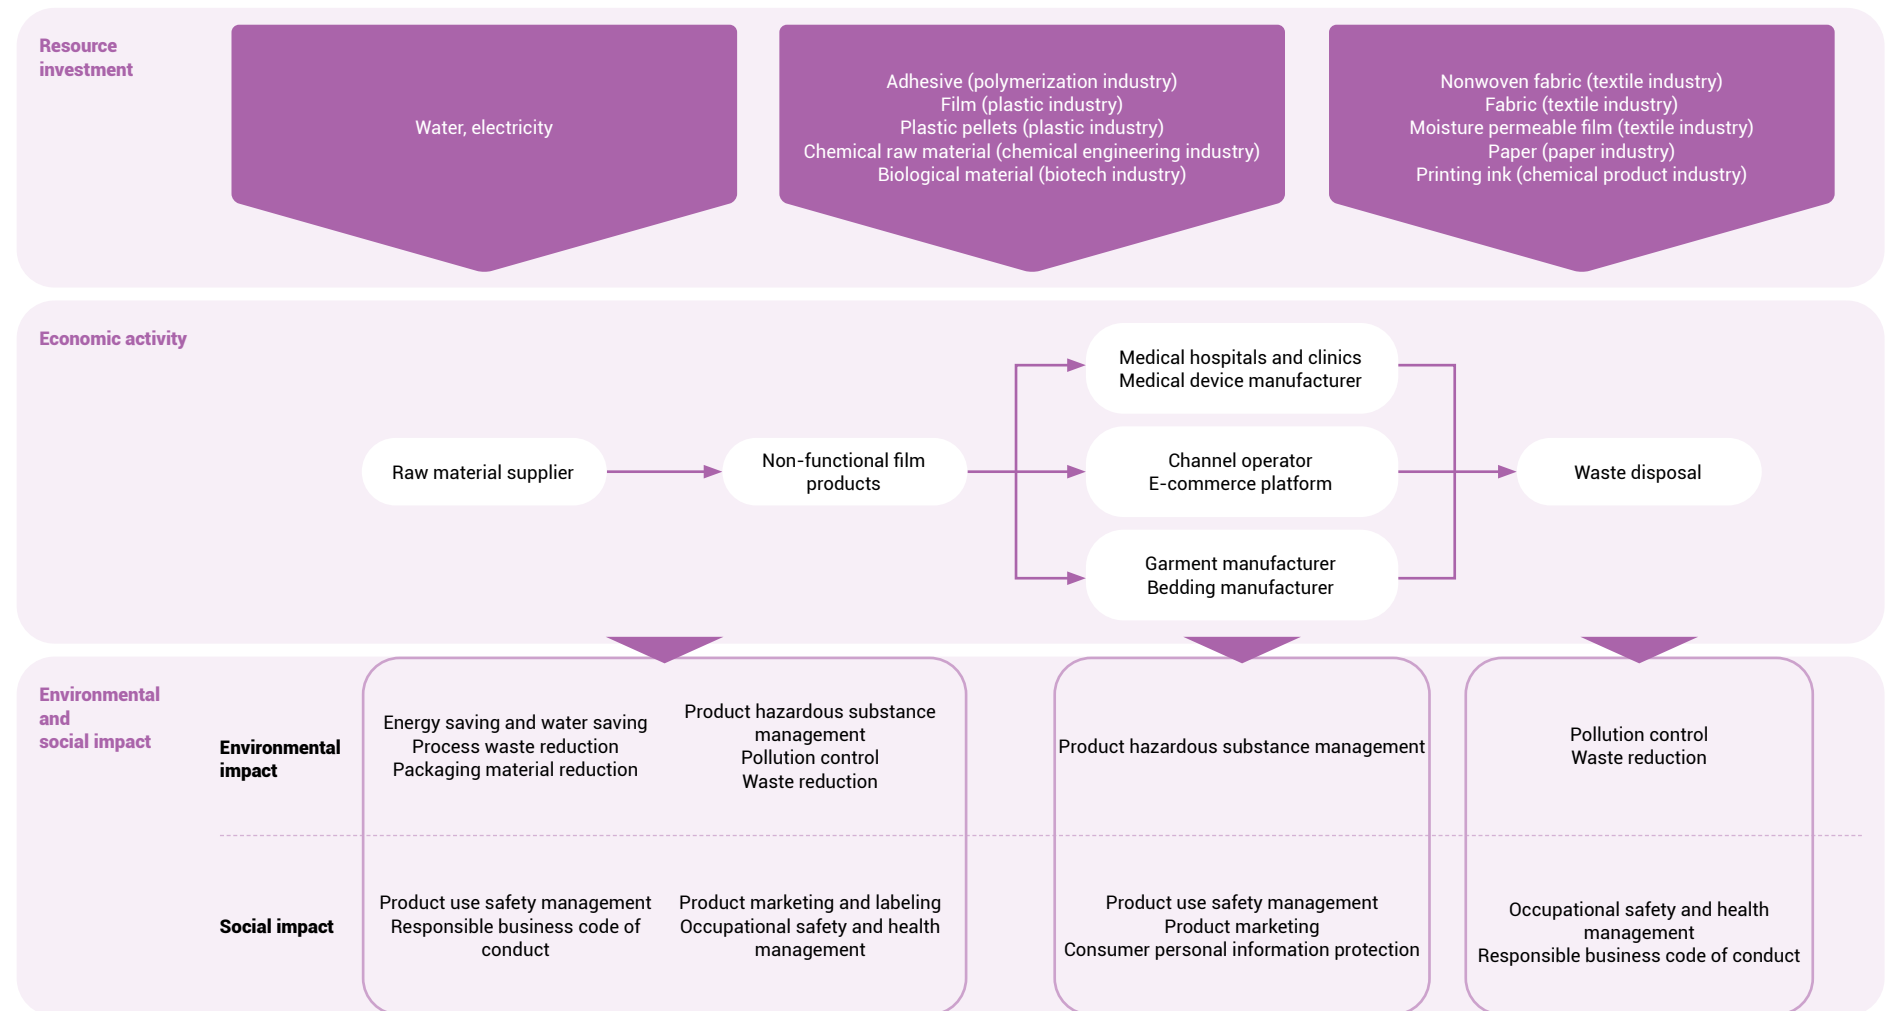 Resource
investment
Water, electricity
Adhesive (polymerization industry)
Film (plastic industry)
Plastic pellets (plastic industry)
Chemical raw material (chemical engineering industry)
Biological material (biotech industry)
Nonwoven fabric (textile industry)
Fabric (textile industry)
Moisture permeable film (textile industry)
Paper (paper industry)
Printing ink (chemical product industry)
Economic activity
Raw material supplier
Non-functional film
products
Medical hospitals and clinics
Medical device manufacturer
Channel operator
E-commerce platform
Garment manufacturer
Bedding manufacturer
Waste disposal
Environmental
and
social impact
Environmental
impact
Energy saving and water saving
Process waste reduction
Packaging material reduction
Product hazardous substance
management
Pollution control
Waste reduction
Product hazardous substance management
Pollution control
Waste reduction
Social impact
Product use safety management
Responsible business code of
conduct
Product marketing and labeling
Occupational safety and health
management
Product use safety management
Product marketing
Consumer personal information protection
Occupational safety and health
management
Responsible business code of conduct